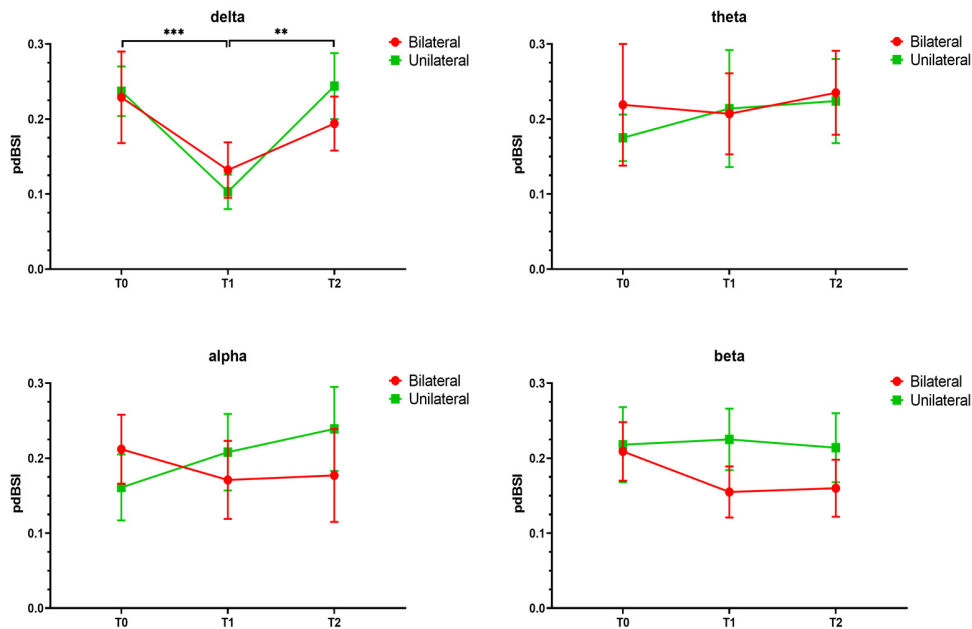 delta
*** **
0.3
0.2
0.1
0.0
pdBSI
T0 T1 T2
Bilateral
Unilateral
theta
0.3
0.2
0.1
0.0
pdBSI
T0 T1 T2
Bilateral
Unilateral
alpha
0.3
0.2
0.1
0.0
pdBSI
T0 T1 T2
Bilateral
Unilateral
beta
0.3
0.2
0.1
0.0
pdBSI
T0 T1 T2
Bilateral
Unilateral